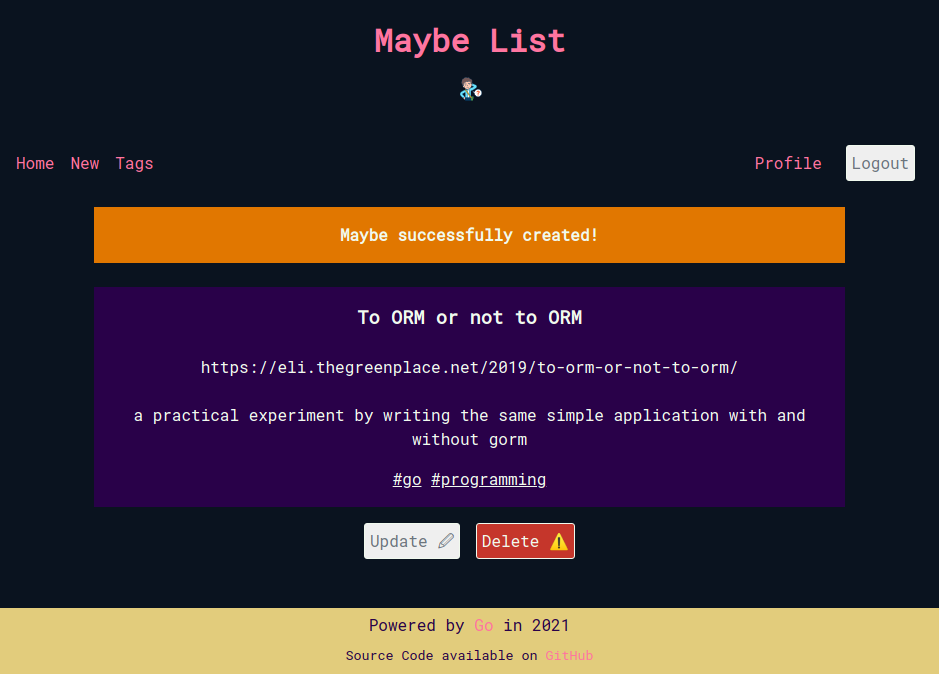 Maybe List
Home New Tags Profile Logout
Maybe successfully created!
To ORM or not to ORM
https://eli.thegreenplace.net/2019/to-orm-or-not-to-orm/
a practical experiment by writing the same simple application with and
without gorm
#go #programming
Update Delete
Powered by Go in 2021
Source Code available on GitHub